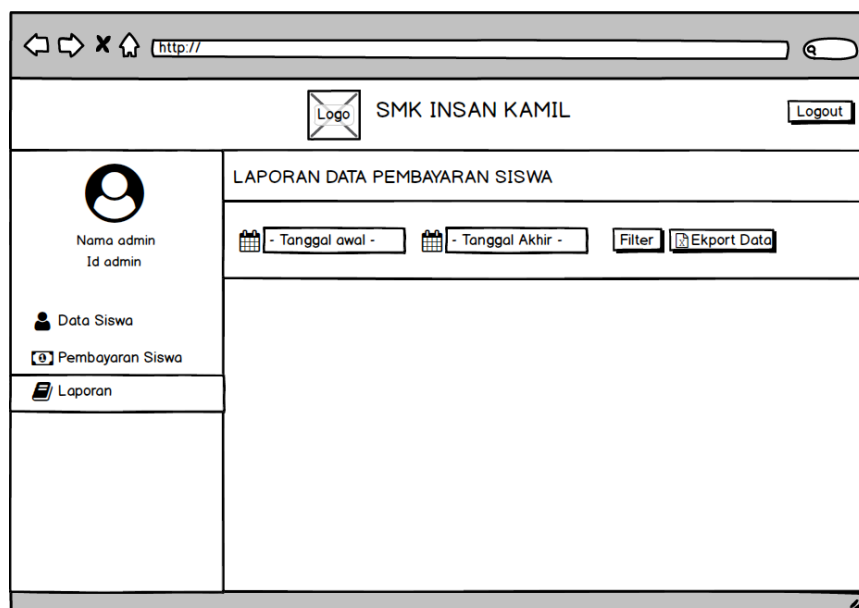 http://
Logo
SMK INSAN KAMIL
Logout
Nama admin
Id admin
Data Siswa
Pembayaran Siswa
Laporan
LAPORAN DATA PEMBAYARAN SISWA
- Tanggal awal -
- Tanggal Akhir -
Filter
Ekport Data